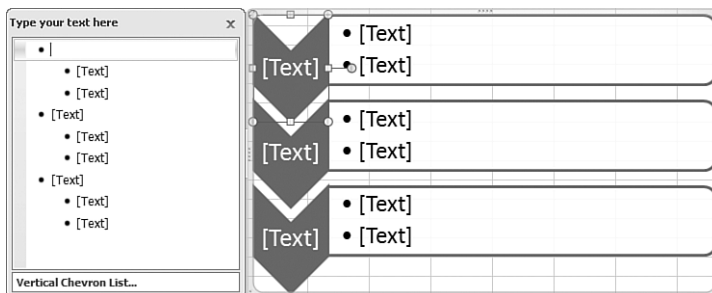 Type your text here x
•
• [Text]
• [Text]
• [Text]
• [Text]
• [Text]
• [Text]
• [Text]
• [Text]
Vertical Chevron List...
[Text]
• [Text]
• [Text]
[Text]
• [Text]
• [Text]
[Text]
• [Text]
• [Text]